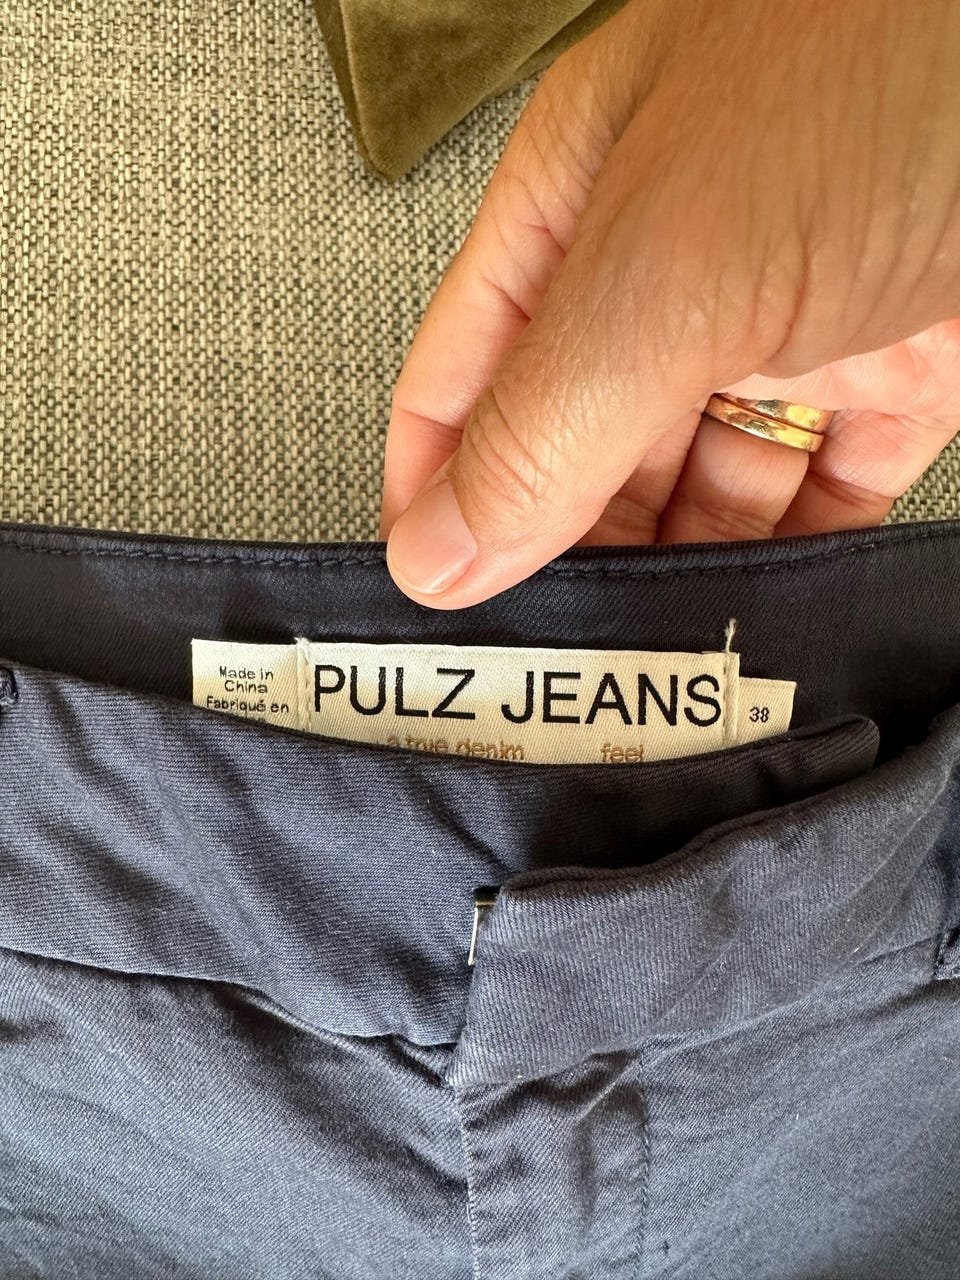 Made in
China
Fabriqué en
PULZ JEANS
a true denim feel
38